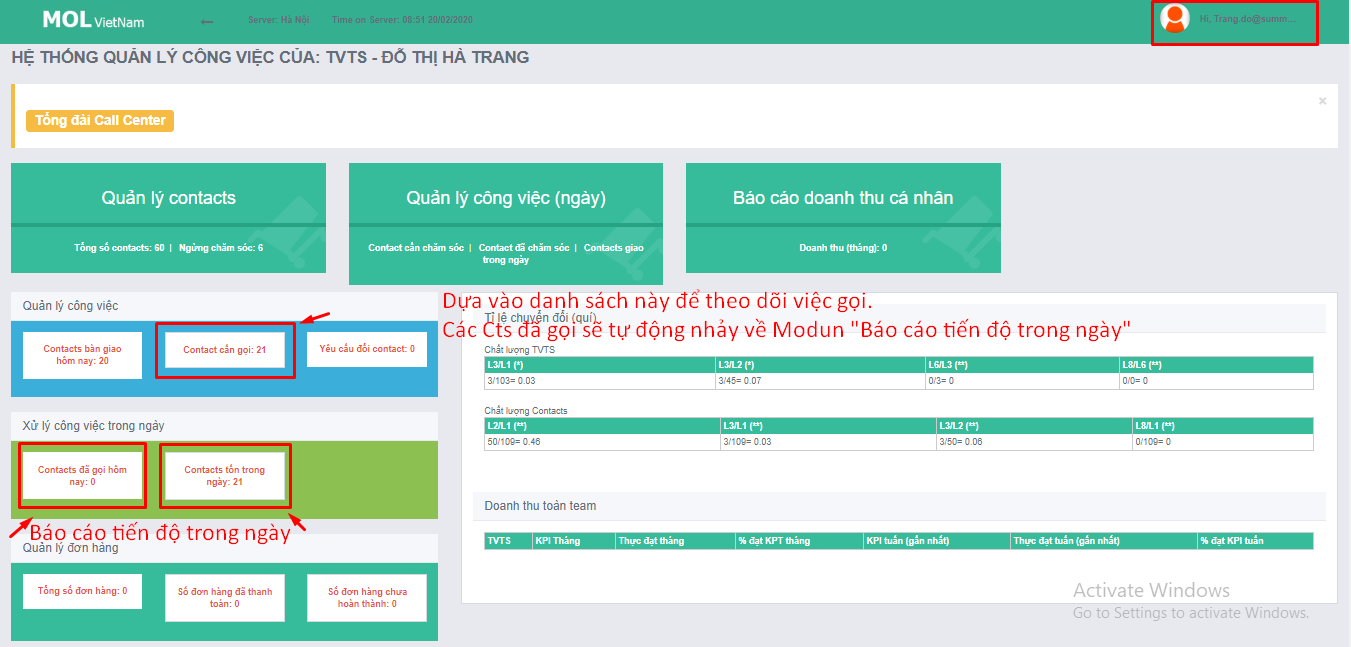 MOL VietNam
← Server: Hà Nội Time on Server: 08:51 20/02/2020 Hi, Trang.do@summ...
HỆ THỐNG QUẢN LÝ CÔNG VIỆC CỦA: TVTS - ĐỖ THỊ HÀ TRANG
×
Tổng đài Call Center
Quản lý contacts
Tổng số contacts: 60 | Ngừng chăm sóc: 6
Quản lý công việc (ngày)
Contact cần chăm sóc | Contact đã chăm sóc | Contacts giao
trong ngày
Báo cáo doanh thu cá nhân
Doanh thu (tháng): 0
Dựa vào danh sách này để theo dõi việc gọi.
Các Cts đã gọi sẽ tự động nhảy về Modun "Báo cáo tiến độ trong ngày"
Quản lý công việc
Contacts bàn giao
hôm nay: 20
Contact cần gọi: 21
Yêu cầu đổi contact: 0
Xử lý công việc trong ngày
Contacts đã gọi hôm
nay: 0
Contacts tồn trong
ngày: 21
Báo cáo tiến độ trong ngày
Quản lý đơn hàng
Tổng số đơn hàng: 0
Số đơn hàng đã thanh
toàn: 0
Số đơn hàng chưa
hoàn thành: 0
Tỉ lệ chuyển đổi (quí)
Chất lượng TVTS
L3/L1 (*) L3/L2 (*) L6/L3 (**) L8/L6 (**)
3/103= 0.03 3/45= 0.07 0/3= 0 0/0= 0
Chất lượng Contacts
L2/L1 (**) L3/L1 (**) L3/L2 (**) L8/L1 (**)
50/109= 0.46 3/109= 0.03 3/50= 0.06 0/109= 0
Doanh thu toàn team
TVTS KPI Tháng Thực đạt tháng % đạt KPT tháng KPI tuần (gần nhất) Thực đạt tuần (gần nhất) % đạt KPI tuần
Activate Windows
Go to Settings to activate Windows.